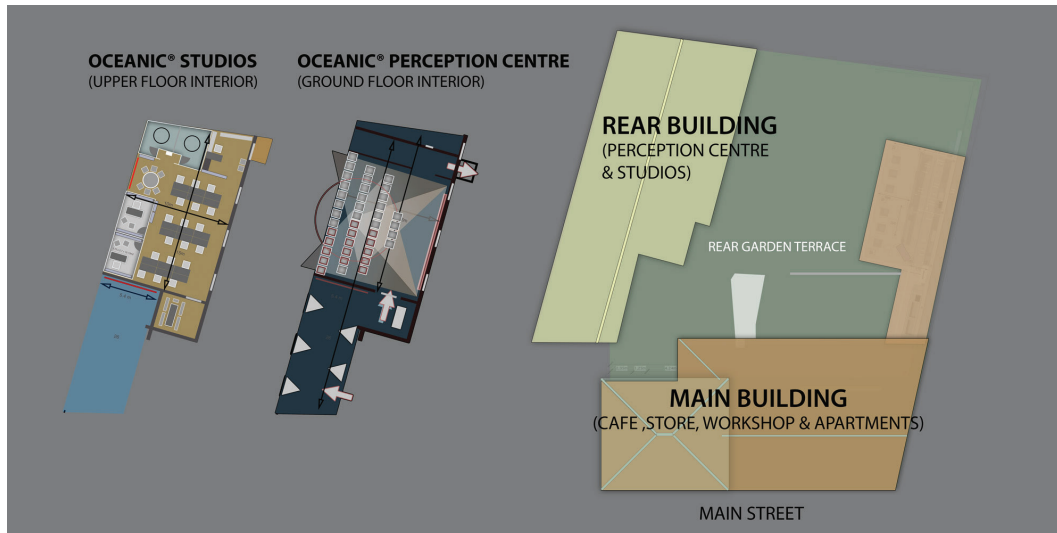 OCEANIC® STUDIOS
(UPPER FLOOR INTERIOR)
OCEANIC® PERCEPTION CENTRE
(GROUND FLOOR INTERIOR)
REAR BUILDING
(PERCEPTION CENTRE
& STUDIOS)
REAR GARDEN TERRACE
MAIN BUILDING
(CAFE ,STORE, WORKSHOP & APARTMENTS)
MAIN STREET